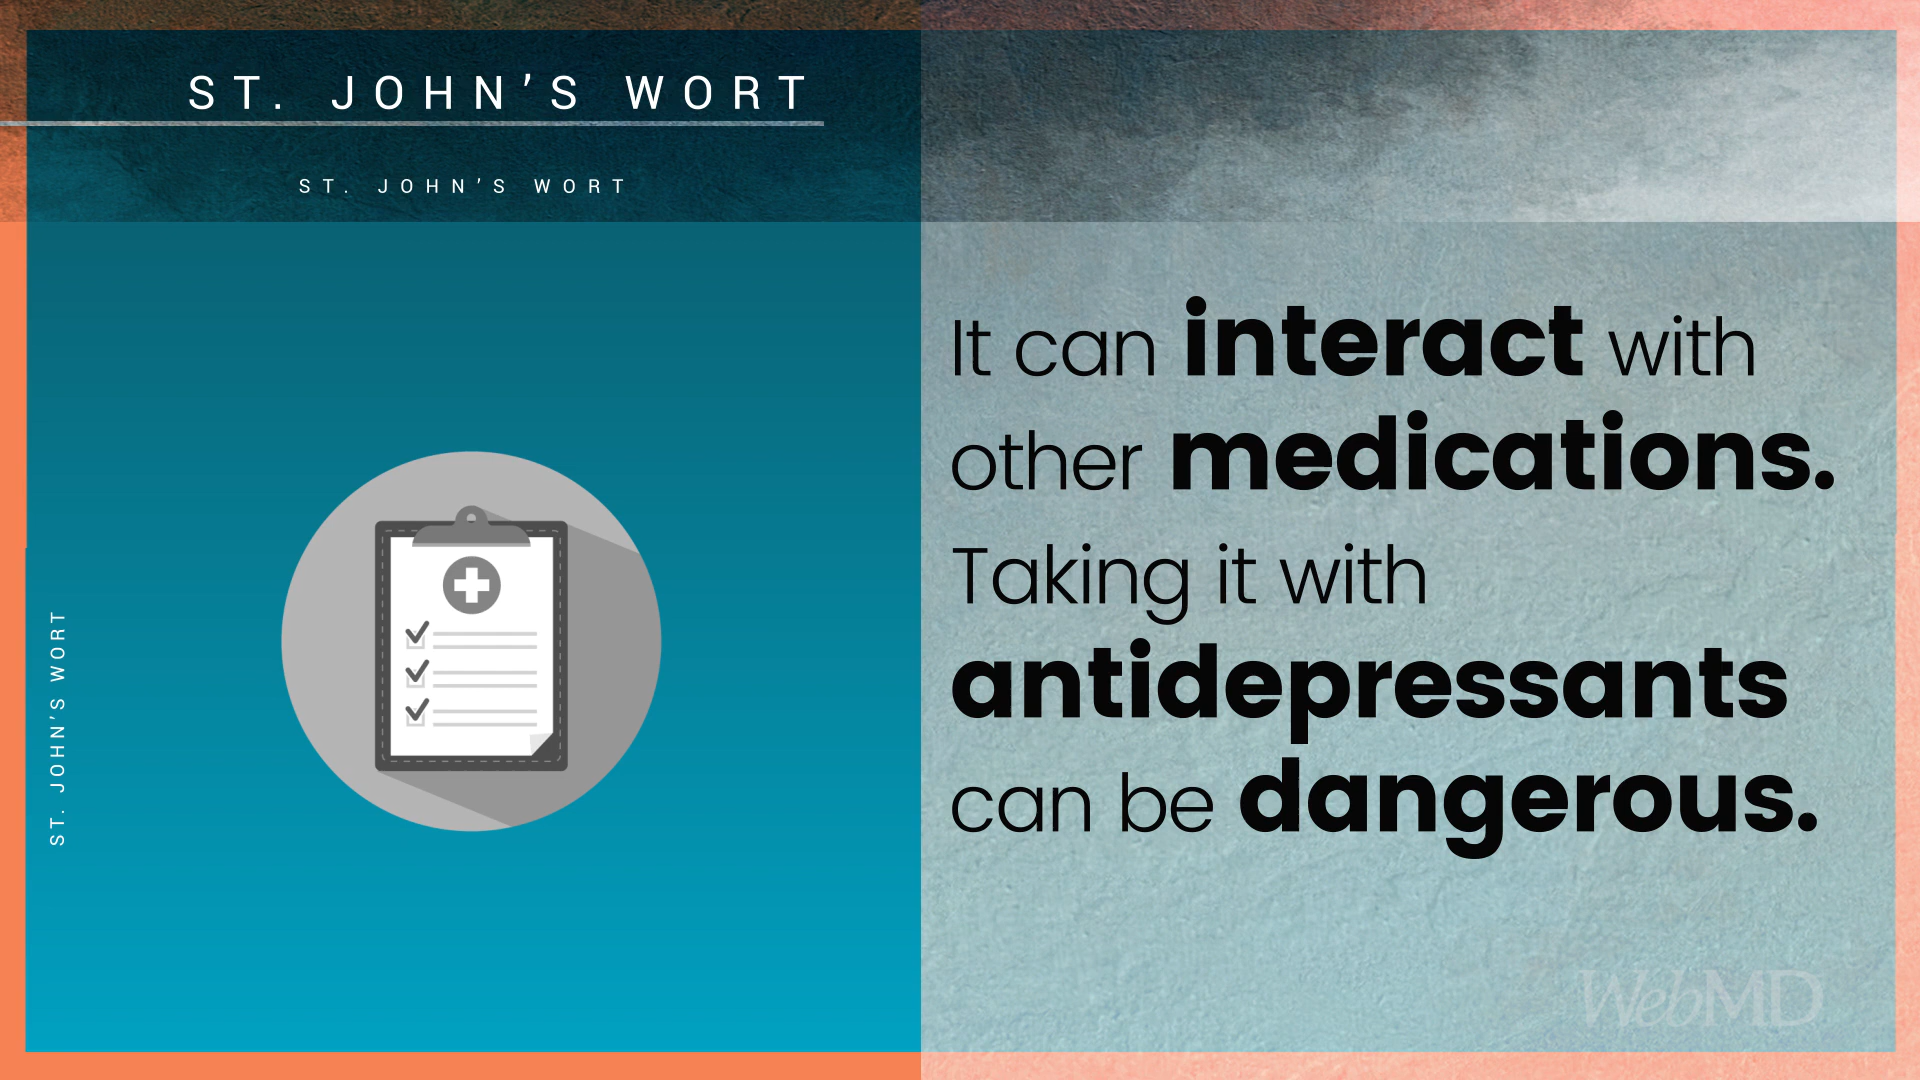 ST. JOHN’S WORT
ST. JOHN’S WORT
ST. JOHN’S WORT
It can interact with
other medications.
Taking it with
antidepressants
can be dangerous.
WebMD